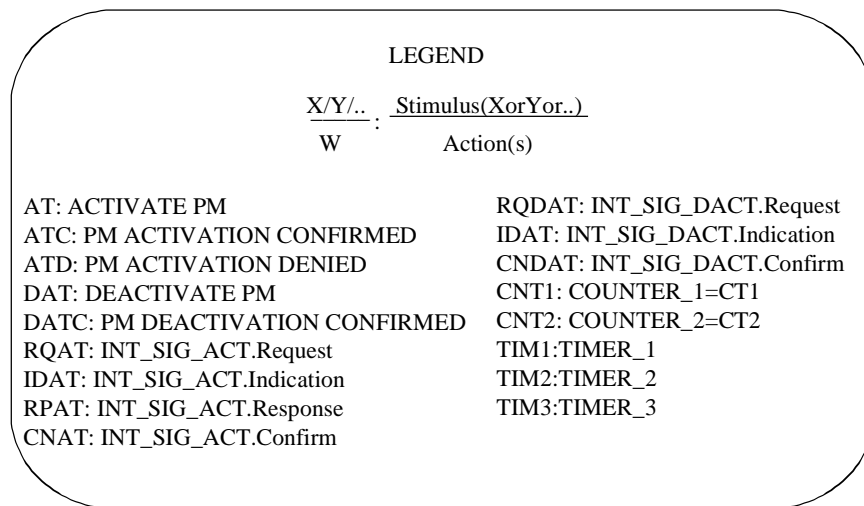 LEGEND
X/Y/.. : Stimulus(XorYor..)
W Action(s)
AT: ACTIVATE PM
ATC: PM ACTIVATION CONFIRMED
ATD: PM ACTIVATION DENIED
DAT: DEACTIVATE PM
DATC: PM DEACTIVATION CONFIRMED
RQAT: INT_SIG_ACT.Request
IDAT: INT_SIG_ACT.Indication
RPAT: INT_SIG_ACT.Response
CNAT: INT_SIG_ACT.Confirm
RQDAT: INT_SIG_DACT.Request
IDAT: INT_SIG_DACT.Indication
CNDAT: INT_SIG_DACT.Confirm
CNT1: COUNTER_1=CT1
CNT2: COUNTER_2=CT2
TIM1:TIMER_1
TIM2:TIMER_2
TIM3:TIMER_3